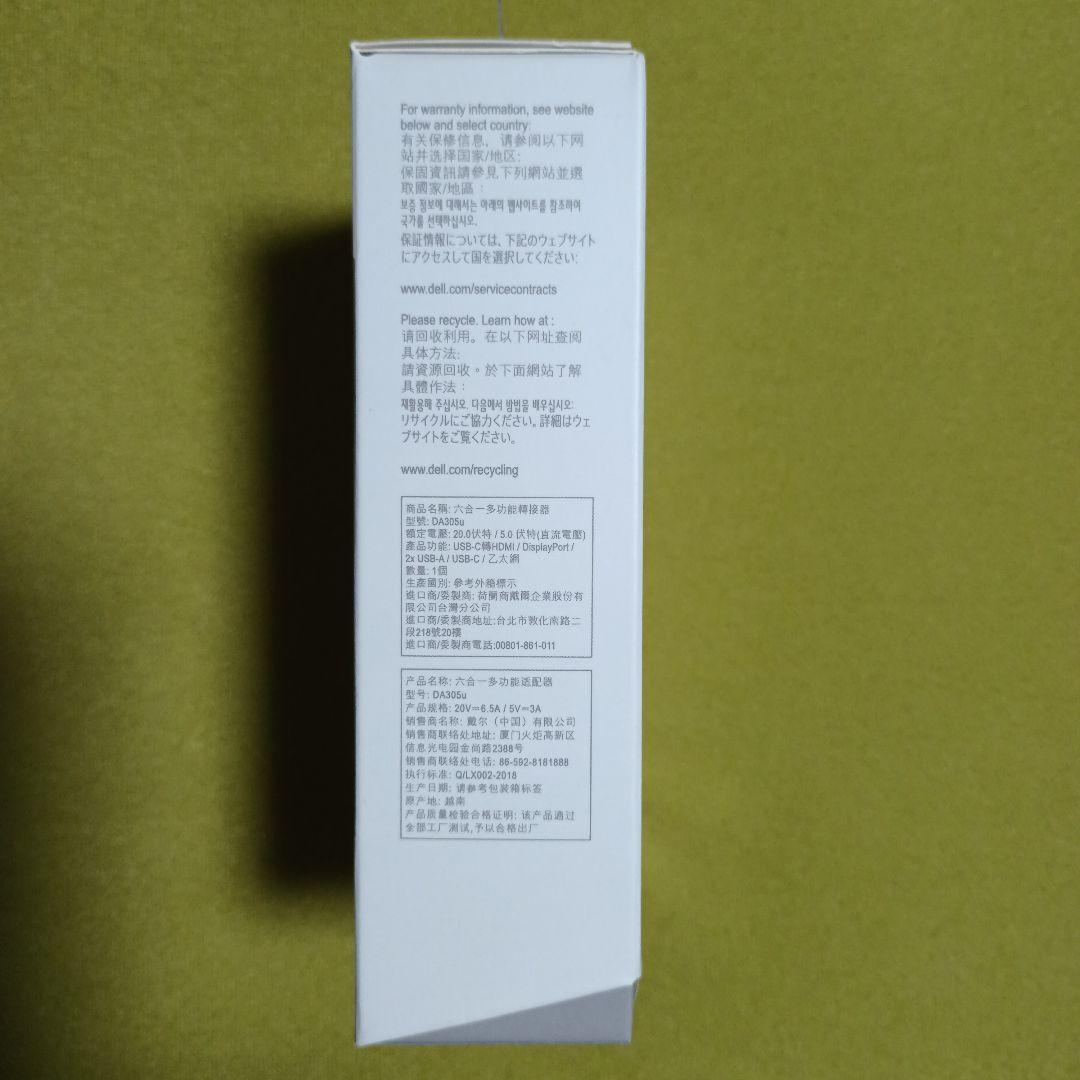 For warranty information, see website
below and select country:
有关保修信息，请参阅以下网
站并选择国家/地区:
保固資訊請參見下列網站並選
取國家/地區：
보증 정보에 대해서는 아래의 웹사이트를 참조하여
국가를 선택하십시오.
保証情報については、下記のウェブサイト
にアクセスして国を選択してください:
www.dell.com/servicecontracts
Please recycle. Learn how at :
请回收利用。在以下网址查阅
具体方法:
請資源回收。於下面網站了解
具體作法：
재활용해 주십시오. 다음에서 방법을 배우십시오:
リサイクルにご協力ください。詳細はウェ
ブサイトをご覧ください。
www.dell.com/recycling
商品名稱: 六合一多功能轉接器
型號: DA305u
額定電壓: 20.0伏特 / 5.0 伏特(直流電壓)
產品功能: USB-C轉HDMI / DisplayPort /
2x USB-A / USB-C / 乙太網
數量: 1個
生產國別: 參考外箱標示
進口商/委製商: 荷蘭商戴爾企業股份有
限公司台灣分公司
進口商/委製商地址:台北市敦化南路二
段218號20樓
進口商/委製商電話:00801-861-011
产品名称: 六合一多功能适配器
型号: DA305u
产品规格: 20V⎓6.5A / 5V⎓3A
销售商名称: 戴尔（中国）有限公司
销售商联络处地址: 厦门火炬高新区
信息光电园金尚路2388号
销售商联络处电话: 86-592-8181888
执行标准: Q/LX002-2018
生产日期: 请参考包装箱标签
原产地: 越南
产品质量检验合格证明: 该产品通过
全部工厂测试,予以合格出厂